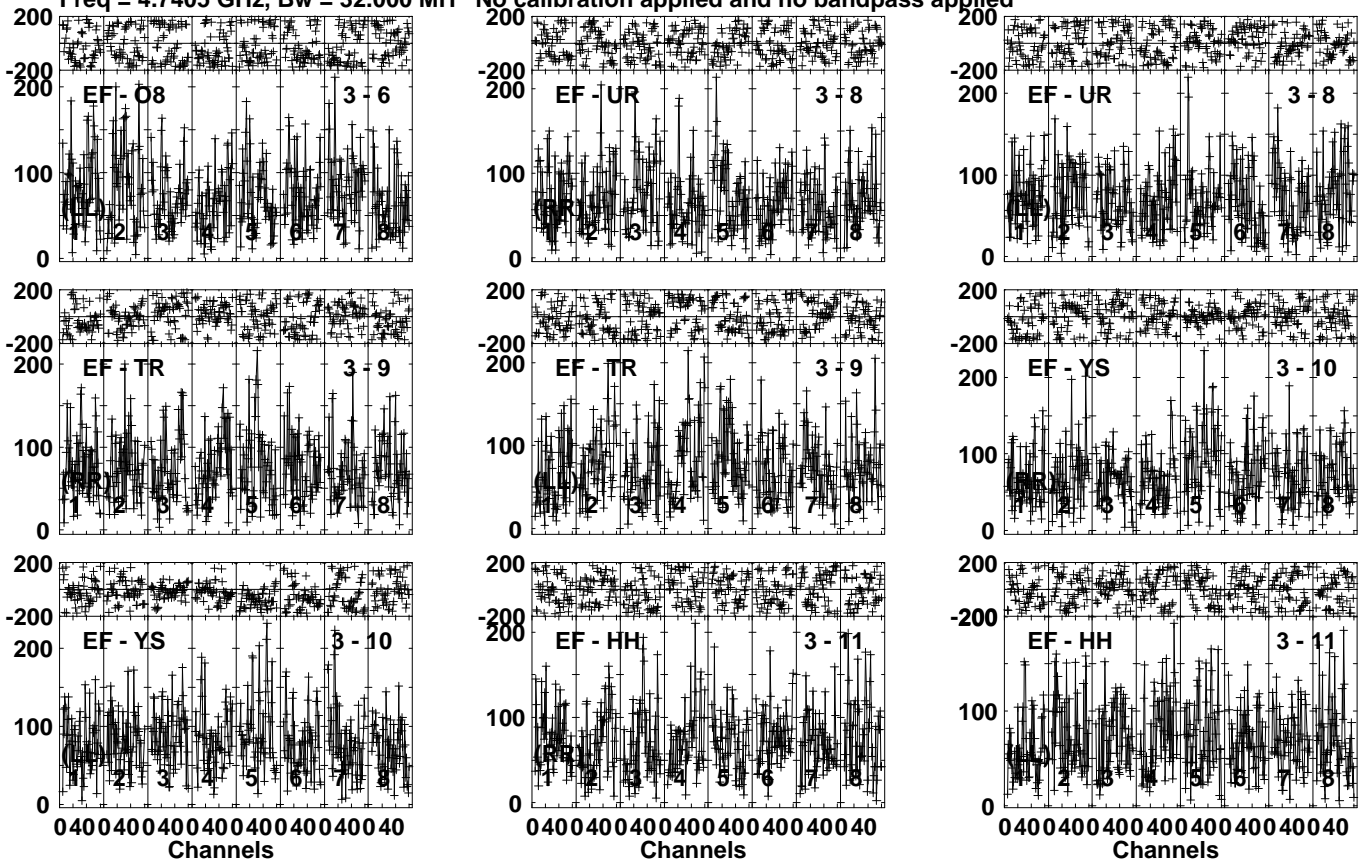 Freq = 4.7405 GHz, Bw = 32.000 MH No calibration applied and no bandpass applied
200 200 200
-200 -200 -200
200 EF - O8 3 - 6 200 EF - UR 3 - 8 200 EF - UR 3 - 8
100 100 100
(LL) (RR) (LL)
1 2 3 4 5 6 7 8 1 2 3 4 5 6 7 8 1 2 3 4 5 6 7 8
0 0 0
200 200 200
-200 -200 -200
200 EF - TR 3 - 9 200 EF - TR 3 - 9 200 EF - YS 3 - 10
100 100 100
(RR) (LL) (RR)
1 2 3 4 5 6 7 8 1 2 3 4 5 6 7 8 1 2 3 4 5 6 7 8
0 0 0
200 200 200
-200 -200 -200
200 EF - YS 3 - 10 200 EF - HH 3 - 11 200 EF - HH 3 - 11
100 100 100
(LL) (RR) (LL)
1 2 3 4 5 6 7 8 1 2 3 4 5 6 7 8 1 2 3 4 5 6 7 8
0 0 0
0 40 0 40 0 40 0 40 0 40 0 40 0 40 0 40 0 40 0 40 0 40 0 40 0 40 0 40 0 40 0 40 0 40 0 40 0 40 0 40 0 40 0 40 0 40 0 40
Channels Channels Channels